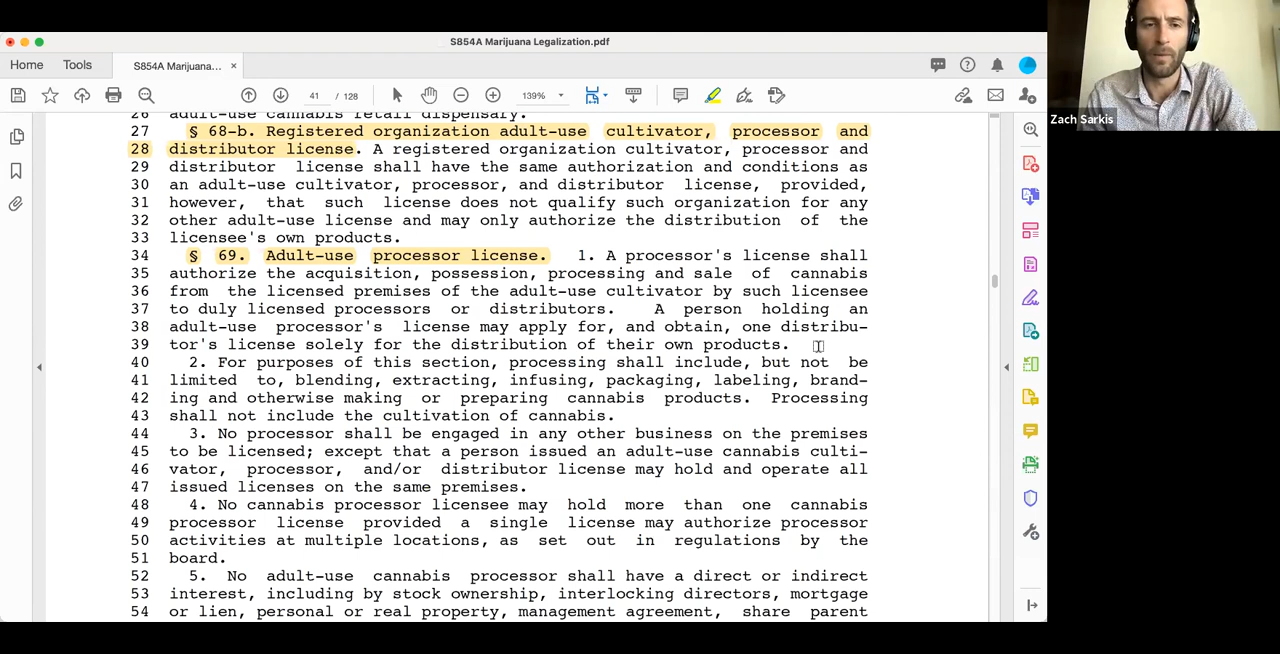 S854A Marijuana Legalization.pdf
Home Tools S854A Marijuana... ×
41 / 128 139%
Zach Sarkis
26 adult-use cannabis retail dispensary.
27 § 68-b. Registered organization adult-use cultivator, processor and
28 distributor license. A registered organization cultivator, processor and
29 distributor license shall have the same authorization and conditions as
30 an adult-use cultivator, processor, and distributor license, provided,
31 however, that such license does not qualify such organization for any
32 other adult-use license and may only authorize the distribution of the
33 licensee's own products.
34 § 69. Adult-use processor license. 1. A processor's license shall
35 authorize the acquisition, possession, processing and sale of cannabis
36 from the licensed premises of the adult-use cultivator by such licensee
37 to duly licensed processors or distributors. A person holding an
38 adult-use processor's license may apply for, and obtain, one distribu-
39 tor's license solely for the distribution of their own products.
40 2. For purposes of this section, processing shall include, but not be
41 limited to, blending, extracting, infusing, packaging, labeling, brand-
42 ing and otherwise making or preparing cannabis products. Processing
43 shall not include the cultivation of cannabis.
44 3. No processor shall be engaged in any other business on the premises
45 to be licensed; except that a person issued an adult-use cannabis culti-
46 vator, processor, and/or distributor license may hold and operate all
47 issued licenses on the same premises.
48 4. No cannabis processor licensee may hold more than one cannabis
49 processor license provided a single license may authorize processor
50 activities at multiple locations, as set out in regulations by the
51 board.
52 5. No adult-use cannabis processor shall have a direct or indirect
53 interest, including by stock ownership, interlocking directors, mortgage
54 or lien, personal or real property, management agreement, share parent